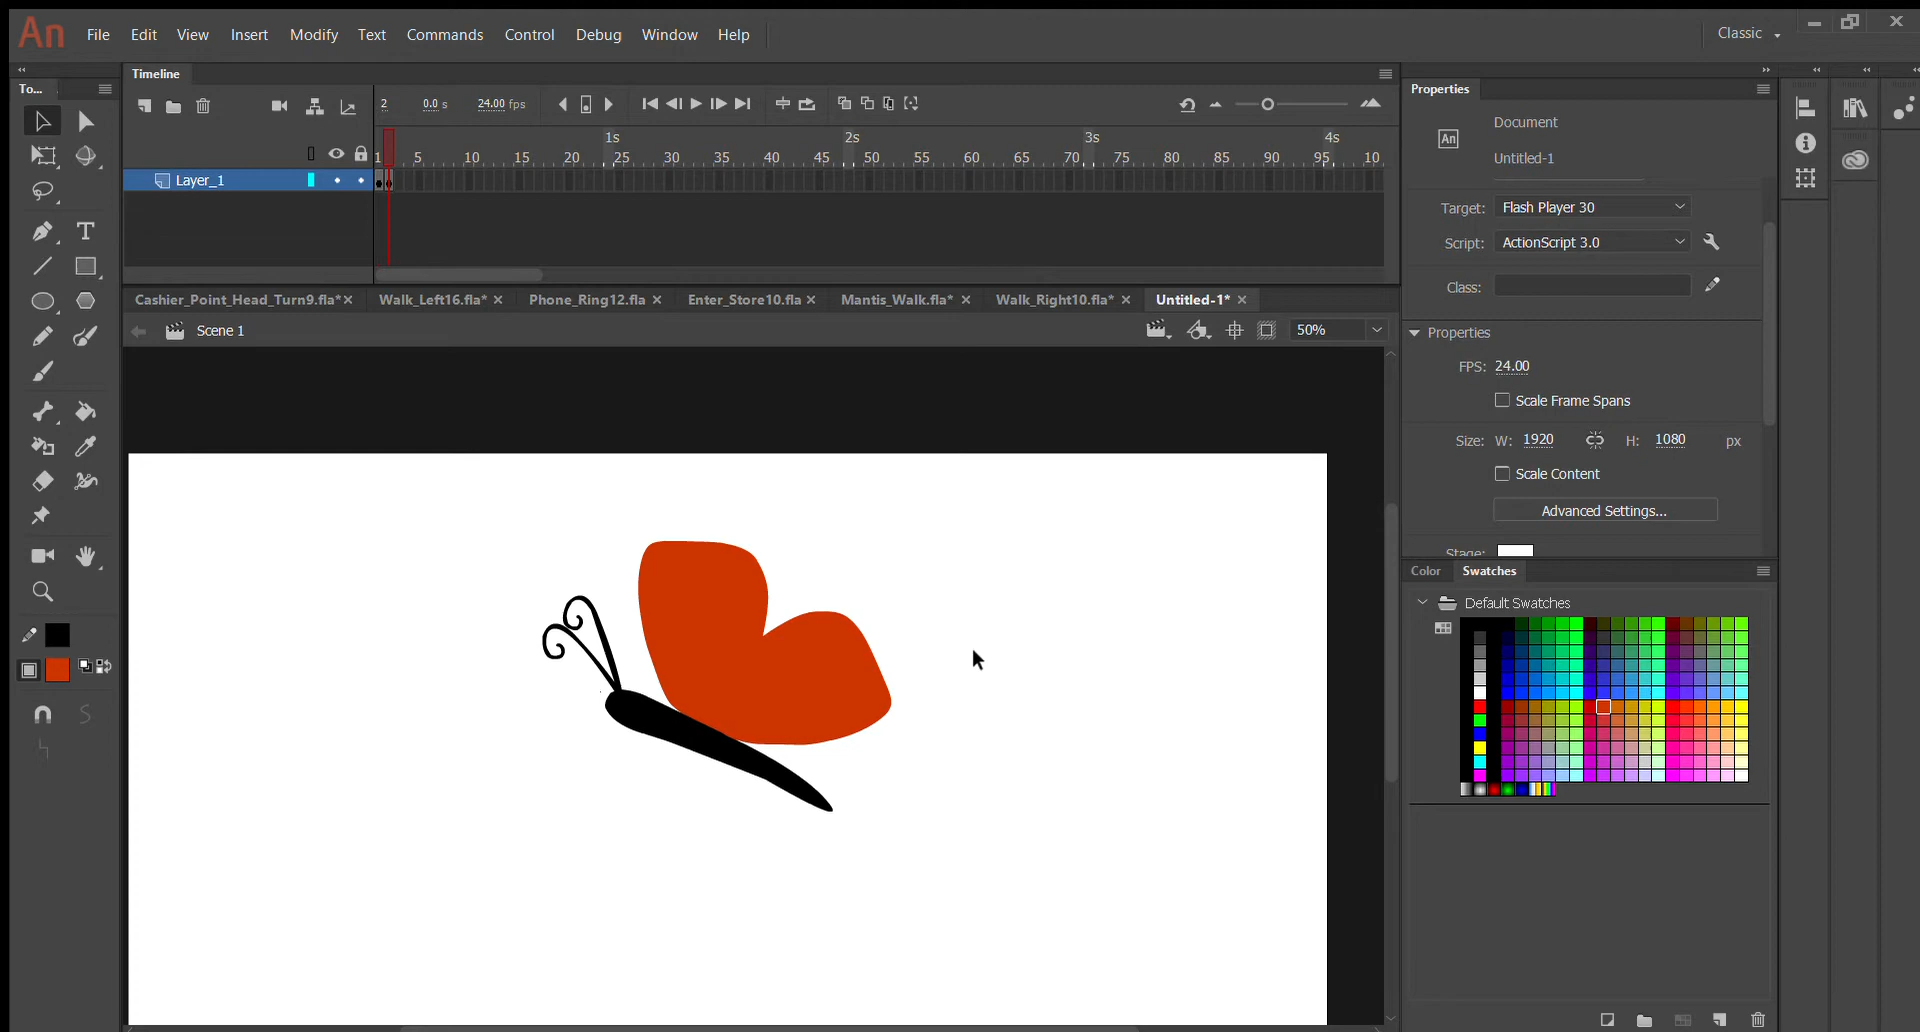 An File Edit View Insert Modify Text Commands Control Debug Window Help Classic
To... Timeline Properties
2 0.0 s 24.00 fps
1s 2s 3s 4s
1 5 10 15 20 25 30 35 40 45 50 55 60 65 70 75 80 85 90 95 10
Layer_1
Cashier_Point_Head_Turn9.fla* Walk_Left16.fla* Phone_Ring12.fla Enter_Store10.fla Mantis_Walk.fla* Walk_Right10.fla* Untitled-1*
Scene 1 50%
An Document
Untitled-1
Target: Flash Player 30
Script: ActionScript 3.0
Class:
Properties
FPS: 24.00
Scale Frame Spans
Size: W: 1920 H: 1080 px
Scale Content
Advanced Settings...
Stage:
Color Swatches
Default Swatches